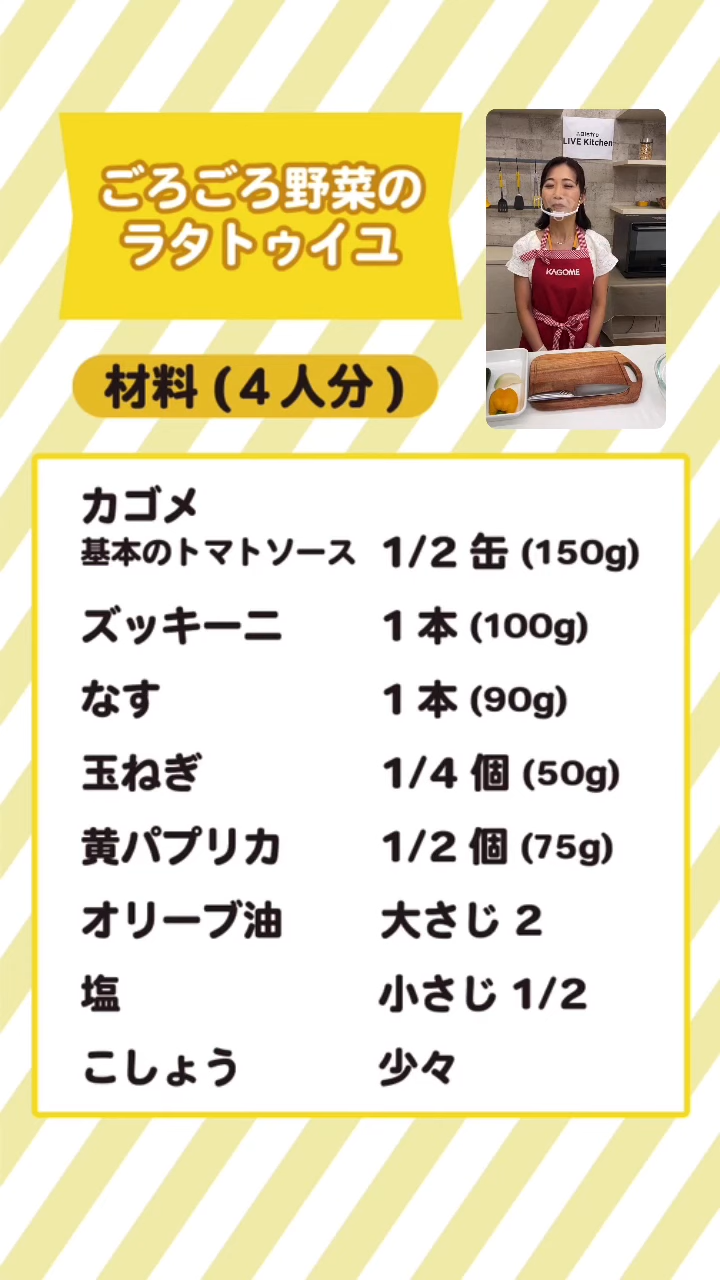 ごろごろ野菜の
ラタトゥイユ
LIVE Kitchen
KAGOME
材料(4人分)
カゴメ
基本のトマトソース 1/2 缶 (150g)
ズッキーニ 1 本 (100g)
なす 1 本 (90g)
玉ねぎ 1/4 個 (50g)
黄パプリカ 1/2 個 (75g)
オリーブ油 大さじ 2
塩 小さじ 1/2
こしょう 少々